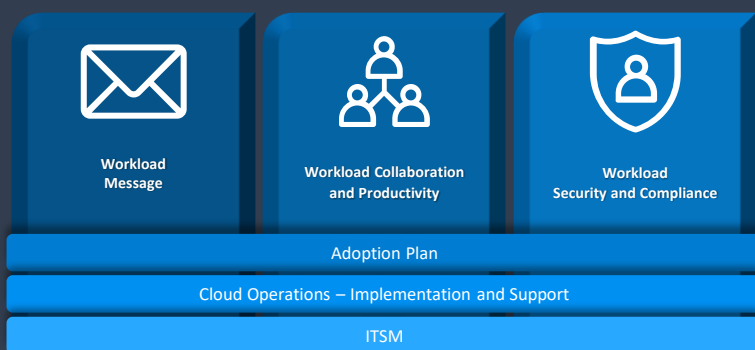 Workload
Message
Workload Collaboration
and Productivity
Workload
Security and Compliance
Adoption Plan
Cloud Operations – Implementation and Support
ITSM